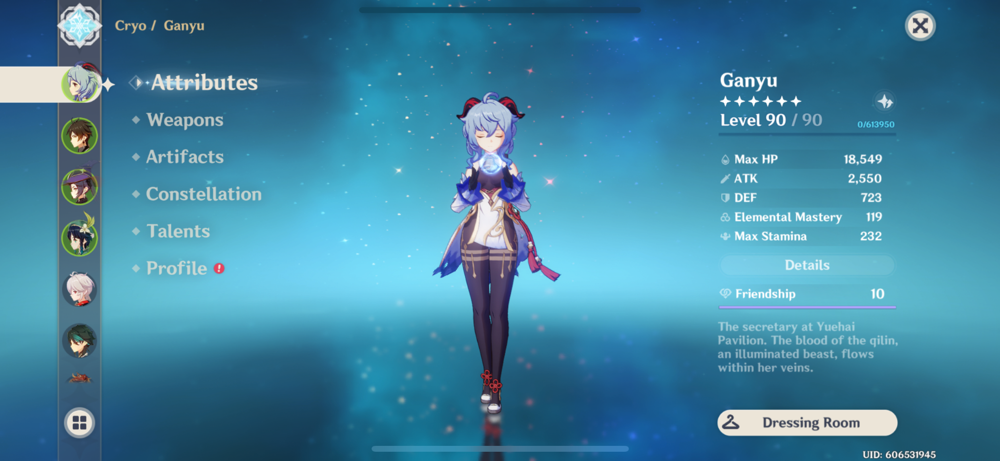 Cryo / Ganyu
Attributes
Weapons
Artifacts
Constellation
Talents
Profile
Ganyu
Level 90 / 90
0/613950
Max HP 18,549
ATK 2,550
DEF 723
Elemental Mastery 119
Max Stamina 232
Details
Friendship 10
The secretary at Yuehai
Pavilion. The blood of the qilin,
an illuminated beast, flows
within her veins.
Dressing Room
UID: 606531945